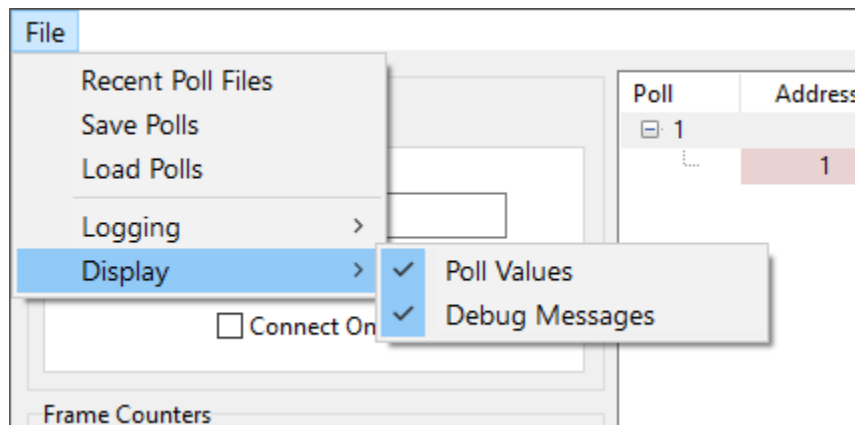 File
Recent Poll Files
Save Polls
Load Polls
Logging
Display
Poll Values
Debug Messages
Connect On
Frame Counters
Poll Address
1
1